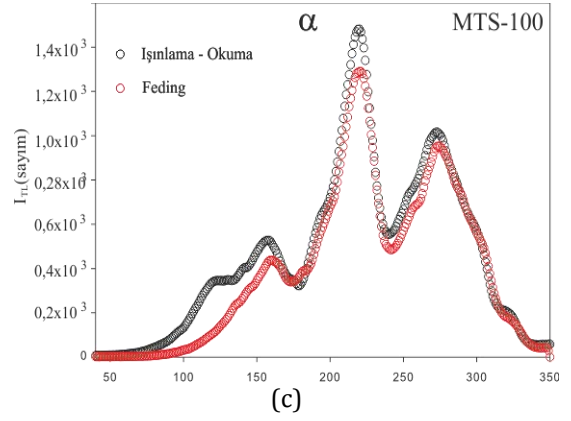 α
MTS-100
Işınlama - Okuma
Feding
I_TL(sayım)
1,4x10³
1,2x10³
1,0x10³
0,28x10³
0,6x10³
0,4x10³
0,2x10³
0
50 100 150 200 250 300 350
(c)